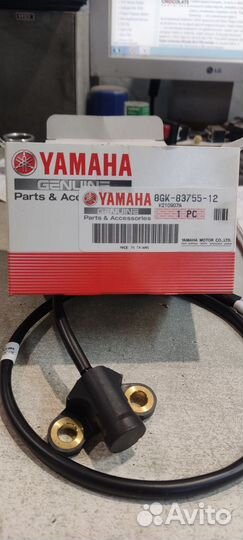 CHOCOLATE
LG
YAMAHA
GENUINE
Parts & Accessories
YAMAHA
GENUINE
Parts & Accessories
8GK-83755-12
1 PC
YAMAHA MOTOR CO., LTD.
MADE IN TAIWAN
Avito